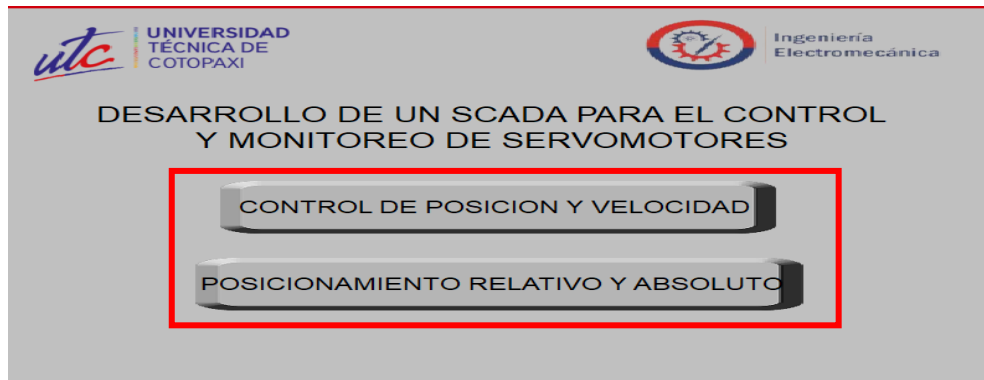 utc
UNIVERSIDAD
TÉCNICA DE
COTOPAXI
Ingeniería
Electromecánica
DESARROLLO DE UN SCADA PARA EL CONTROL
Y MONITOREO DE SERVOMOTORES
CONTROL DE POSICION Y VELOCIDAD
POSICIONAMIENTO RELATIVO Y ABSOLUTO